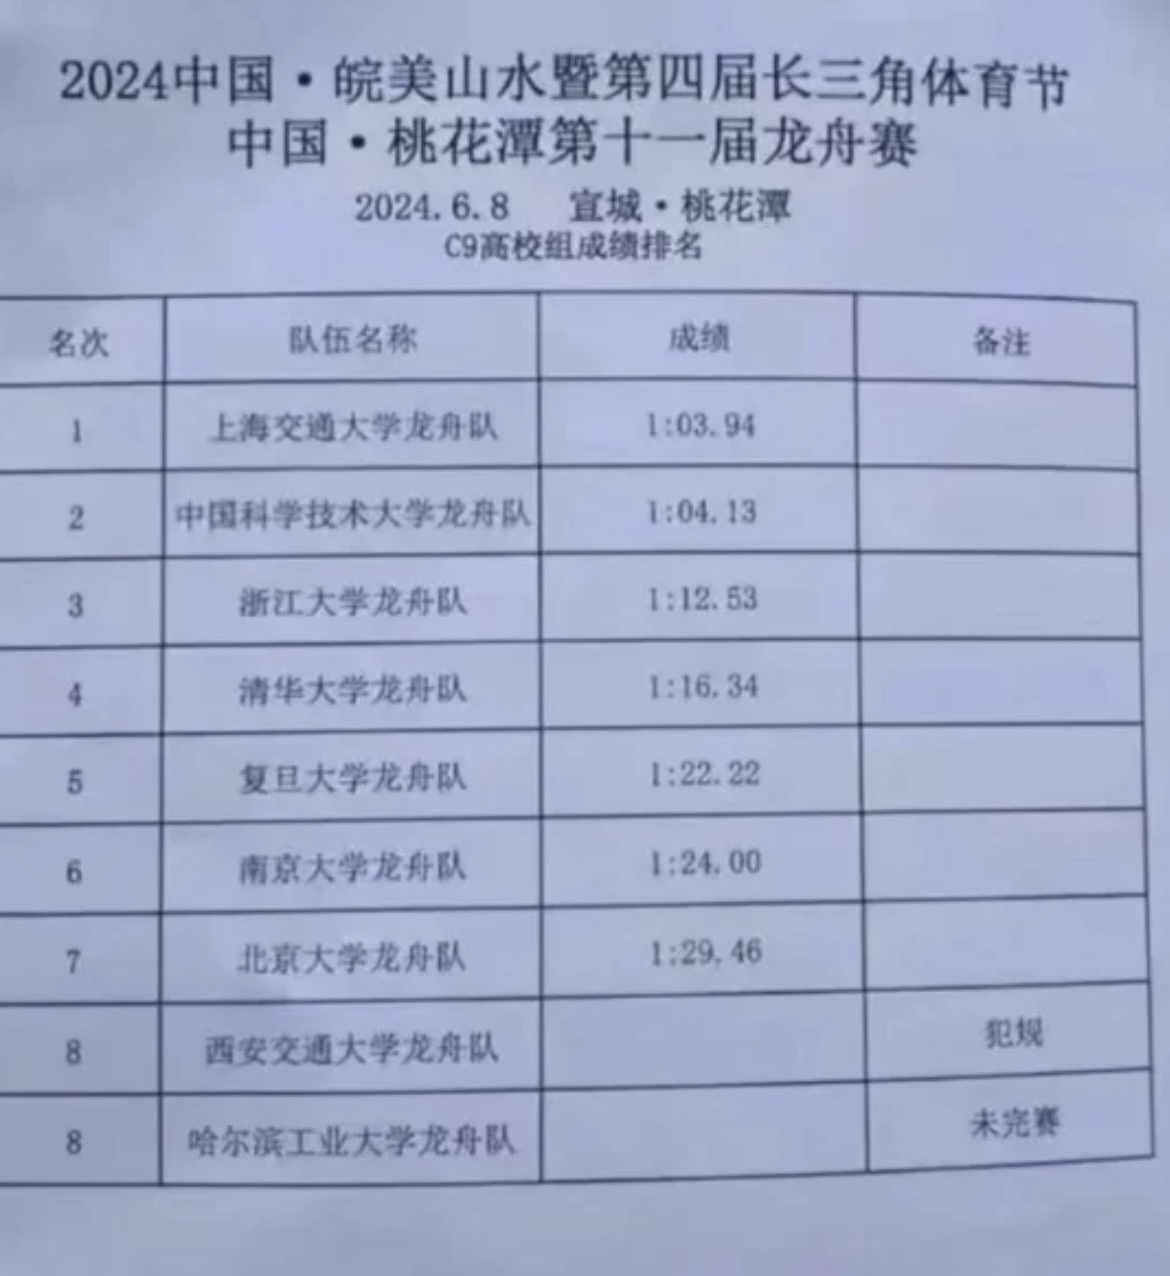 2024中国·皖美山水暨第四届长三角体育节
中国·桃花潭第十一届龙舟赛
2024.6.8 宣城·桃花潭
C9高校组成绩排名
名次 队伍名称 成绩 备注
1 上海交通大学龙舟队 1:03.94
2 中国科学技术大学龙舟队 1:04.13
3 浙江大学龙舟队 1:12.53
4 清华大学龙舟队 1:16.34
5 复旦大学龙舟队 1:22.22
6 南京大学龙舟队 1:24.00
7 北京大学龙舟队 1:29.46
8 西安交通大学龙舟队 犯规
8 哈尔滨工业大学龙舟队 未完赛